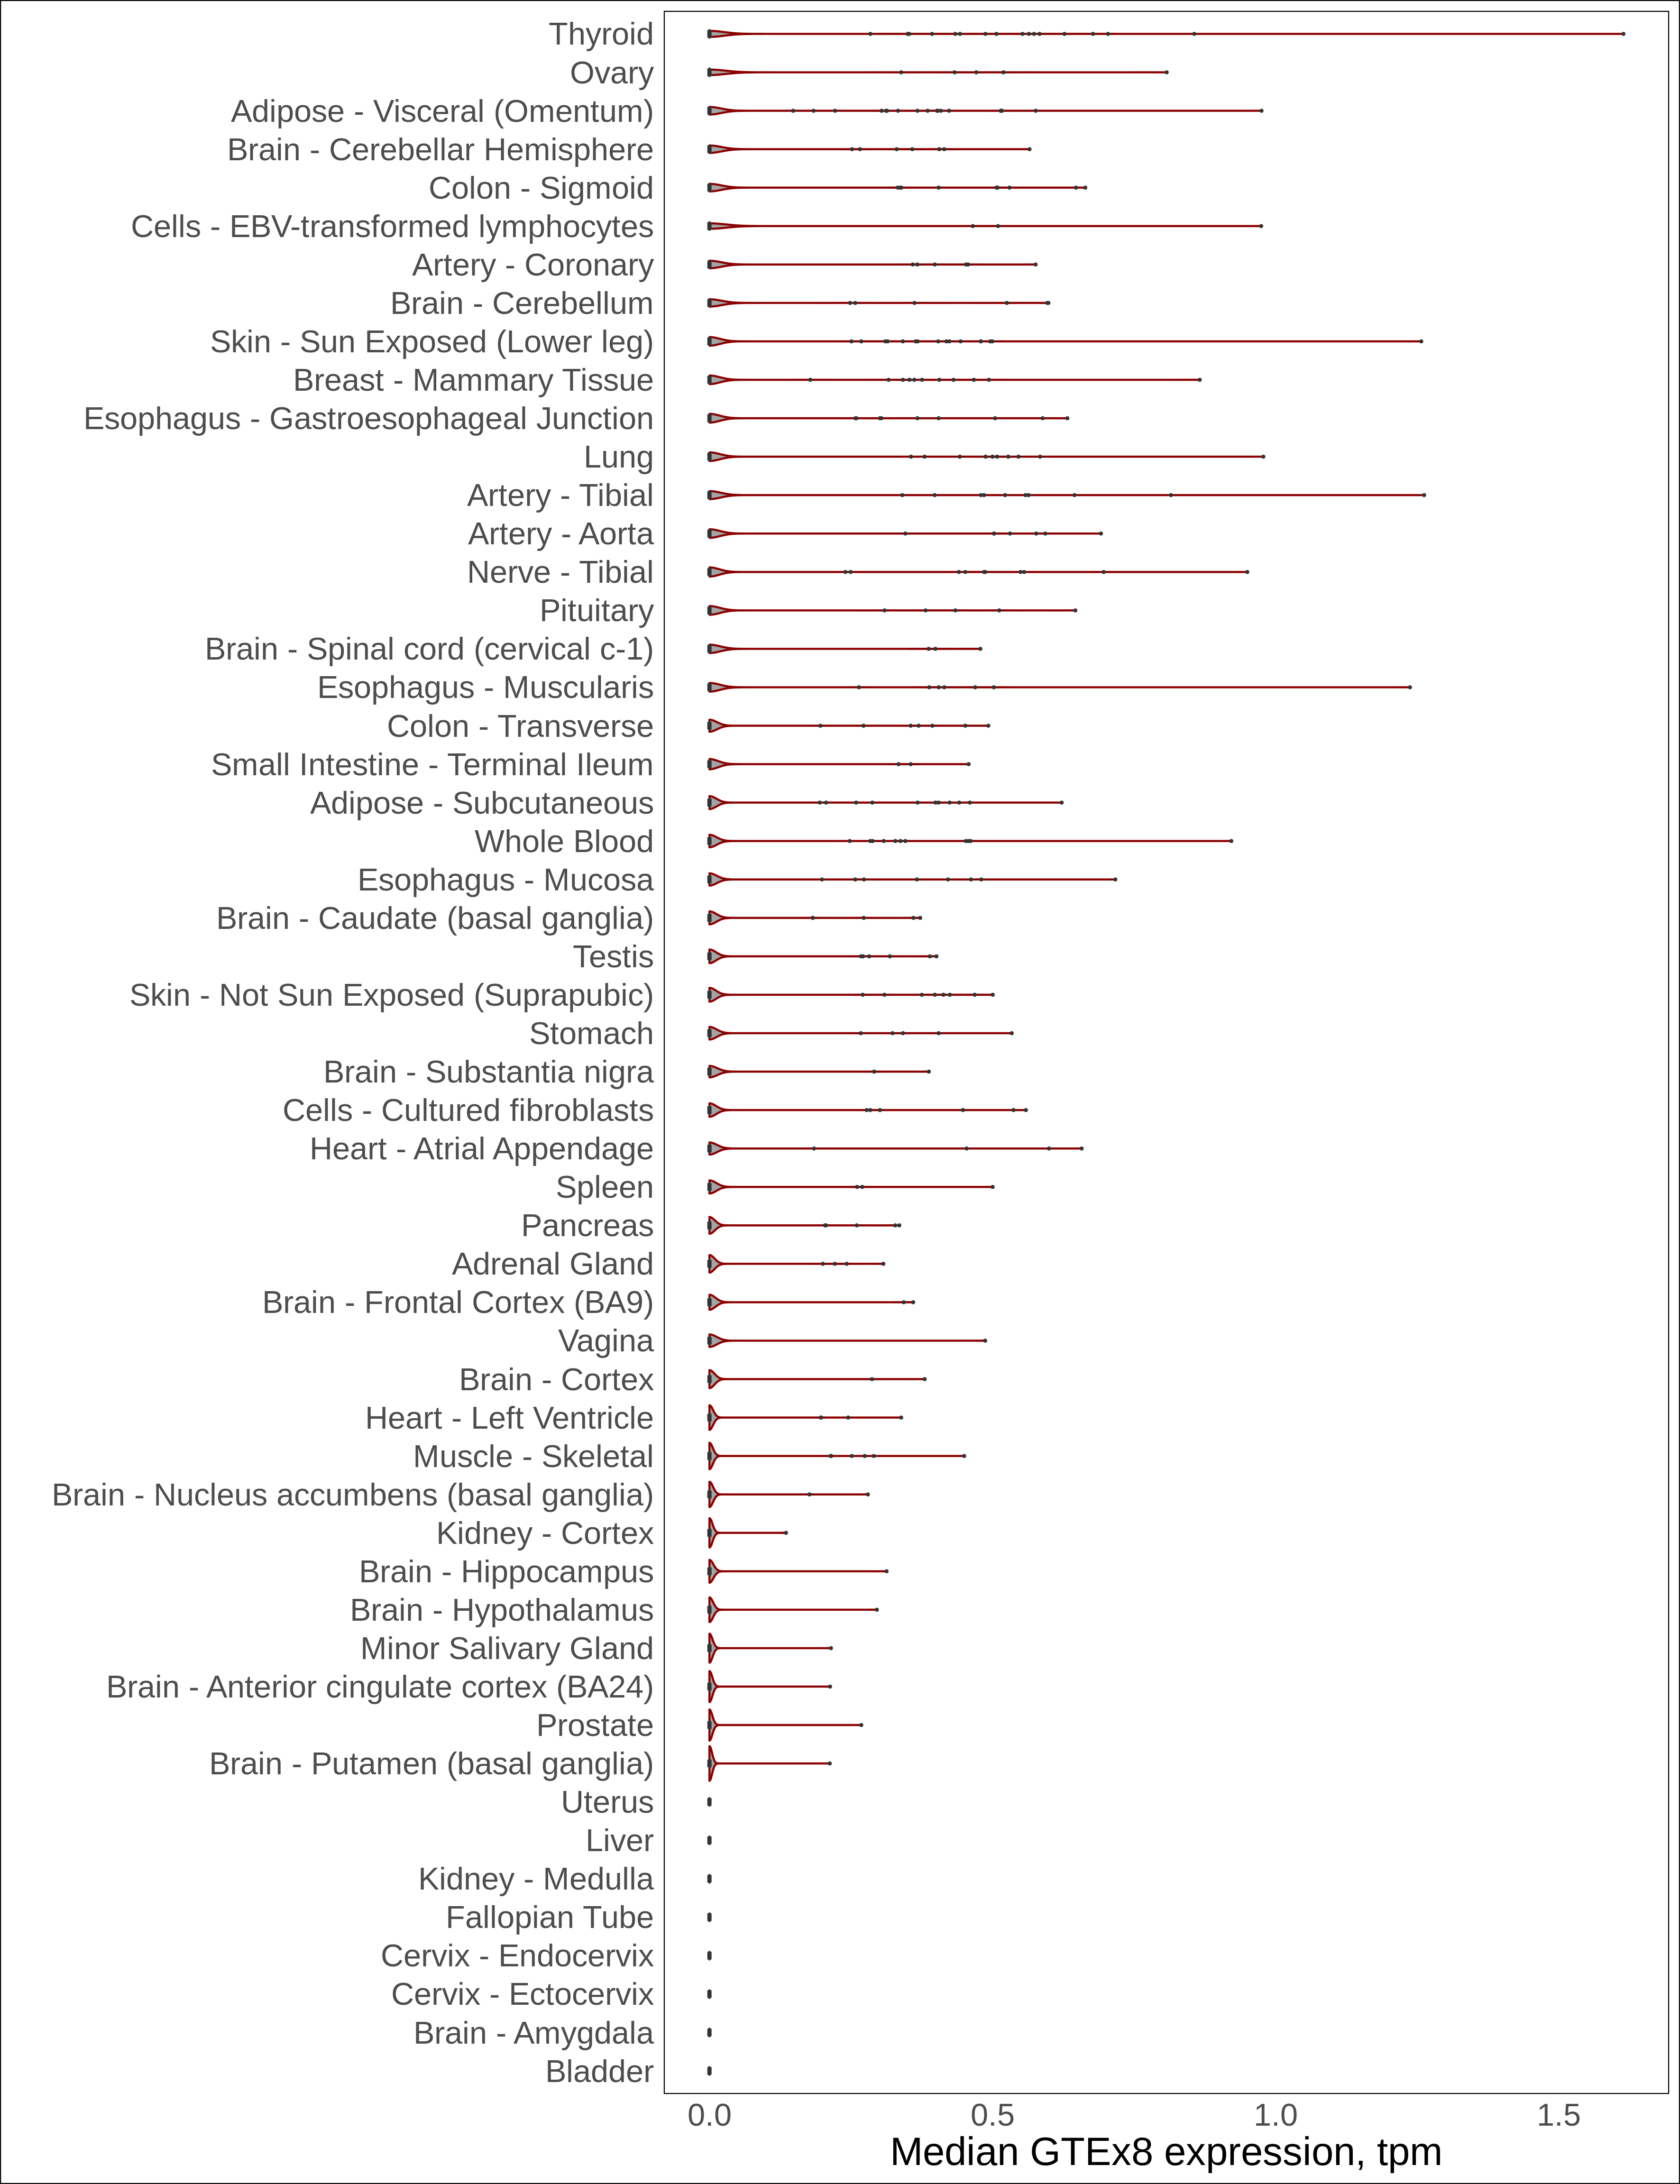 Thyroid
Ovary
Adipose - Visceral (Omentum)
Brain - Cerebellar Hemisphere
Colon - Sigmoid
Cells - EBV-transformed lymphocytes
Artery - Coronary
Brain - Cerebellum
Skin - Sun Exposed (Lower leg)
Breast - Mammary Tissue
Esophagus - Gastroesophageal Junction
Lung
Artery - Tibial
Artery - Aorta
Nerve - Tibial
Pituitary
Brain - Spinal cord (cervical c-1)
Esophagus - Muscularis
Colon - Transverse
Small Intestine - Terminal Ileum
Adipose - Subcutaneous
Whole Blood
Esophagus - Mucosa
Brain - Caudate (basal ganglia)
Testis
Skin - Not Sun Exposed (Suprapubic)
Stomach
Brain - Substantia nigra
Cells - Cultured fibroblasts
Heart - Atrial Appendage
Spleen
Pancreas
Adrenal Gland
Brain - Frontal Cortex (BA9)
Vagina
Brain - Cortex
Heart - Left Ventricle
Muscle - Skeletal
Brain - Nucleus accumbens (basal ganglia)
Kidney - Cortex
Brain - Hippocampus
Brain - Hypothalamus
Minor Salivary Gland
Brain - Anterior cingulate cortex (BA24)
Prostate
Brain - Putamen (basal ganglia)
Uterus
Liver
Kidney - Medulla
Fallopian Tube
Cervix - Endocervix
Cervix - Ectocervix
Brain - Amygdala
Bladder
0.0 0.5 1.0 1.5
Median GTEx8 expression, tpm